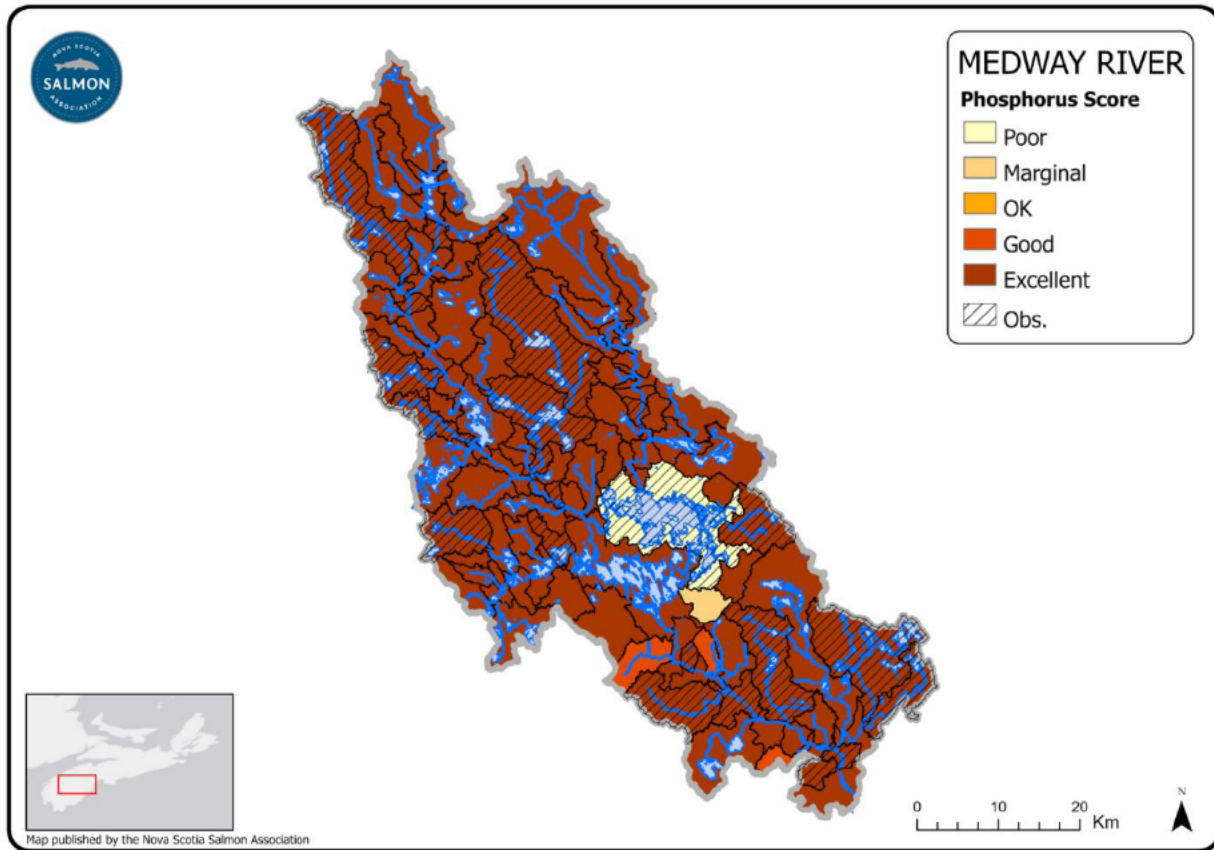 NOVA SCOTIA
SALMON
ASSOCIATION
MEDWAY RIVER
Phosphorus Score
Poor
Marginal
OK
Good
Excellent
Obs.
Map published by the Nova Scotia Salmon Association
0 10 20
Km
N